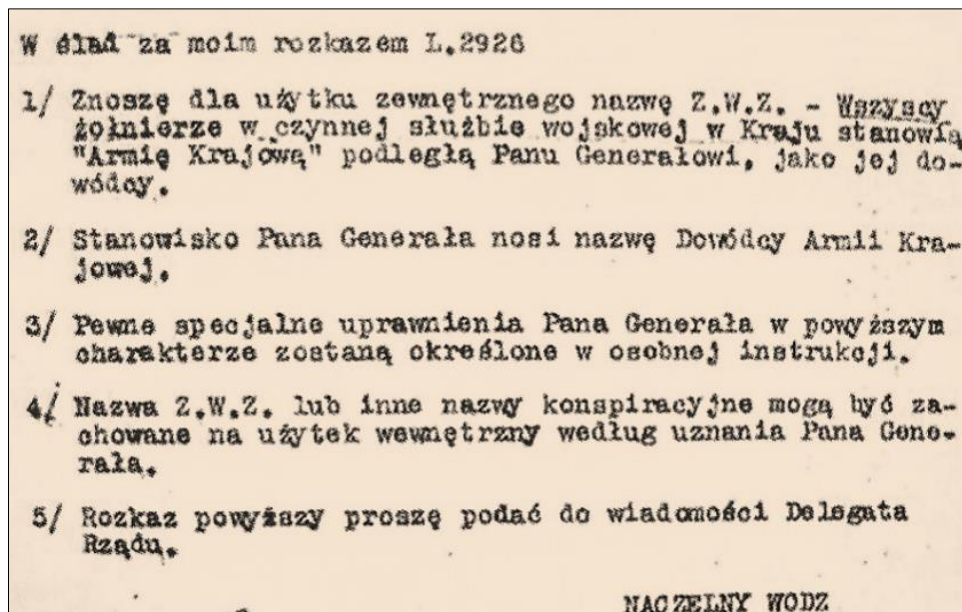 W ślad za moim rozkazem L.2926
1/ Znoszę dla użytku zewnętrznego nazwę Z.W.Z. - Wszyscy
żołnierze w czynnej służbie wojskowej w Kraju stanowią
"Armię Krajową" podległą Panu Generałowi, jako jej do-
wódcy.
2/ Stanowisko Pana Generała nosi nazwę Dowódcy Armii Kra-
jowej.
3/ Pewne specjalne uprawnienia Pana Generała w powyższym
charakterze zostaną określone w osobnej instrukcji.
4/ Nazwa Z.W.Z. lub inne nazwy konspiracyjne mogą być za-
chowane na użytek wewnętrzny według uznania Pana Gene-
rała.
5/ Rozkaz powyższy proszę podać do wiadomości Delegata
Rządu.
NACZELNY WODZ